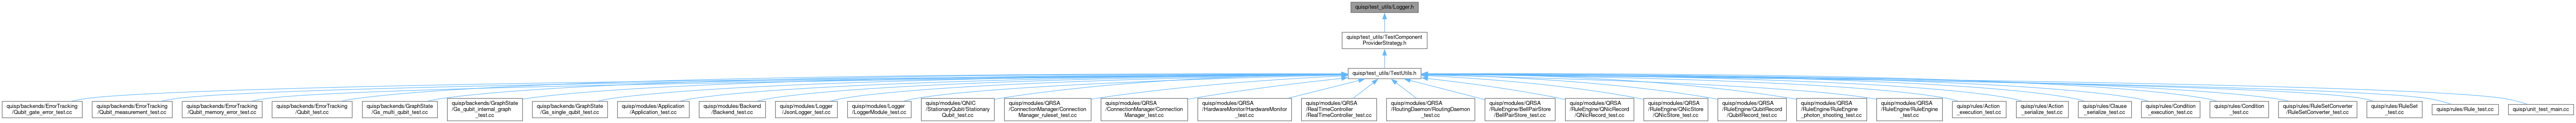 quisp/test_utils/Logger.h
quisp/test_utils/TestComponent
ProviderStrategy.h
quisp/test_utils/TestUtils.h
quisp/backends/ErrorTracking
/Qubit_gate_error_test.cc
quisp/backends/ErrorTracking
/Qubit_measurement_test.cc
quisp/backends/ErrorTracking
/Qubit_memory_error_test.cc
quisp/backends/ErrorTracking
/Qubit_test.cc
quisp/backends/GraphState
/Gs_multi_qubit_test.cc
quisp/backends/GraphState
/Gs_qubit_internal_graph
_test.cc
quisp/backends/GraphState
/Gs_single_qubit_test.cc
quisp/modules/Application
/Application_test.cc
quisp/modules/Backend
/Backend_test.cc
quisp/modules/Logger
/JsonLogger_test.cc
quisp/modules/Logger
/LoggerModule_test.cc
quisp/modules/QNIC
/StationaryQubit/Stationary
Qubit_test.cc
quisp/modules/QRSA
/ConnectionManager/Connection
Manager_ruleset_test.cc
quisp/modules/QRSA
/ConnectionManager/Connection
Manager_test.cc
quisp/modules/QRSA
/HardwareMonitor/HardwareMonitor
_test.cc
quisp/modules/QRSA
/RealTimeController
/RealTimeController_test.cc
quisp/modules/QRSA
/RoutingDaemon/RoutingDaemon
_test.cc
quisp/modules/QRSA
/RuleEngine/BellPairStore
/BellPairStore_test.cc
quisp/modules/QRSA
/RuleEngine/QNicRecord
/QNicRecord_test.cc
quisp/modules/QRSA
/RuleEngine/QNicStore
/QNicStore_test.cc
quisp/modules/QRSA
/RuleEngine/QubitRecord
/QubitRecord_test.cc
quisp/modules/QRSA
/RuleEngine/RuleEngine
_photon_shooting_test.cc
quisp/modules/QRSA
/RuleEngine/RuleEngine
_test.cc
quisp/rules/Action
_execution_test.cc
quisp/rules/Action
_serialize_test.cc
quisp/rules/Clause
_serialize_test.cc
quisp/rules/Condition
_execution_test.cc
quisp/rules/Condition
_test.cc
quisp/rules/RuleSetConverter
/RuleSetConverter_test.cc
quisp/rules/RuleSet
_test.cc
quisp/rules/Rule_test.cc
quisp/unit_test_main.cc